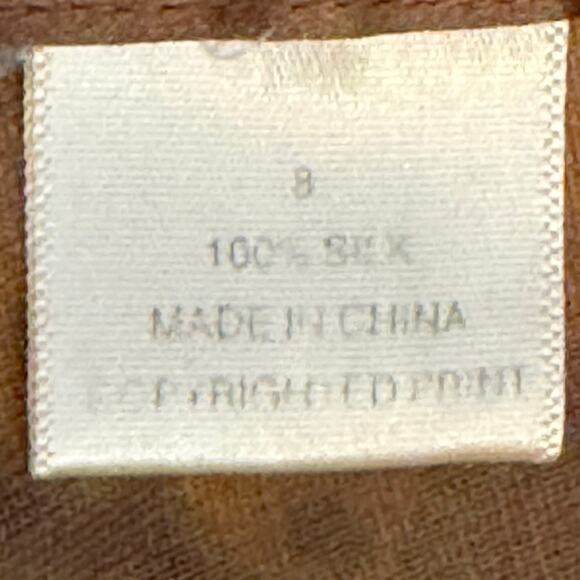 8
100% SILK
MADE IN CHINA
COPYRIGHTED PRINT